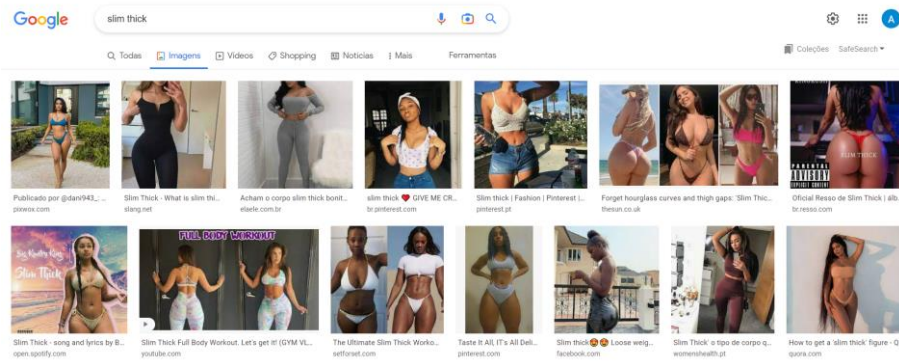 Google
slim thick
Todas
Imagens
Vídeos
Shopping
Notícias
Mais
Ferramentas
Coleções
SafeSearch
A
Publicado por @dani943_...
pixwox.com
Slim Thick - What is slim thi...
slang.net
Acham o corpo slim thick bonit...
elaele.com.br
slim thick ❤️ GIVE ME CR...
br.pinterest.com
Slim thick | Fashion | Pinterest |...
pinterest.pt
Forget hourglass curves and thigh gaps: 'Slim Thic...
thesun.co.uk
SLIM THICK
PARENTAL
ADVISORY
EXPLICIT CONTENT
Oficial Resso de Slim Thick | álb...
br.resso.com
Slim Thick
Slim Thick - song and lyrics by B...
open.spotify.com
FULL BODY WORKOUT
Slim Thick Full Body Workout. Let's get it! (GYM VL...
youtube.com
The Ultimate Slim Thick Worko...
setforset.com
Taste It All, IT's All Deli...
pinterest.com
Slim thick😍😍 Loose weig...
facebook.com
Slim Thick' o tipo de corpo q...
womenshealth.pt
How to get a 'slim thick' figure - Q
quora.com